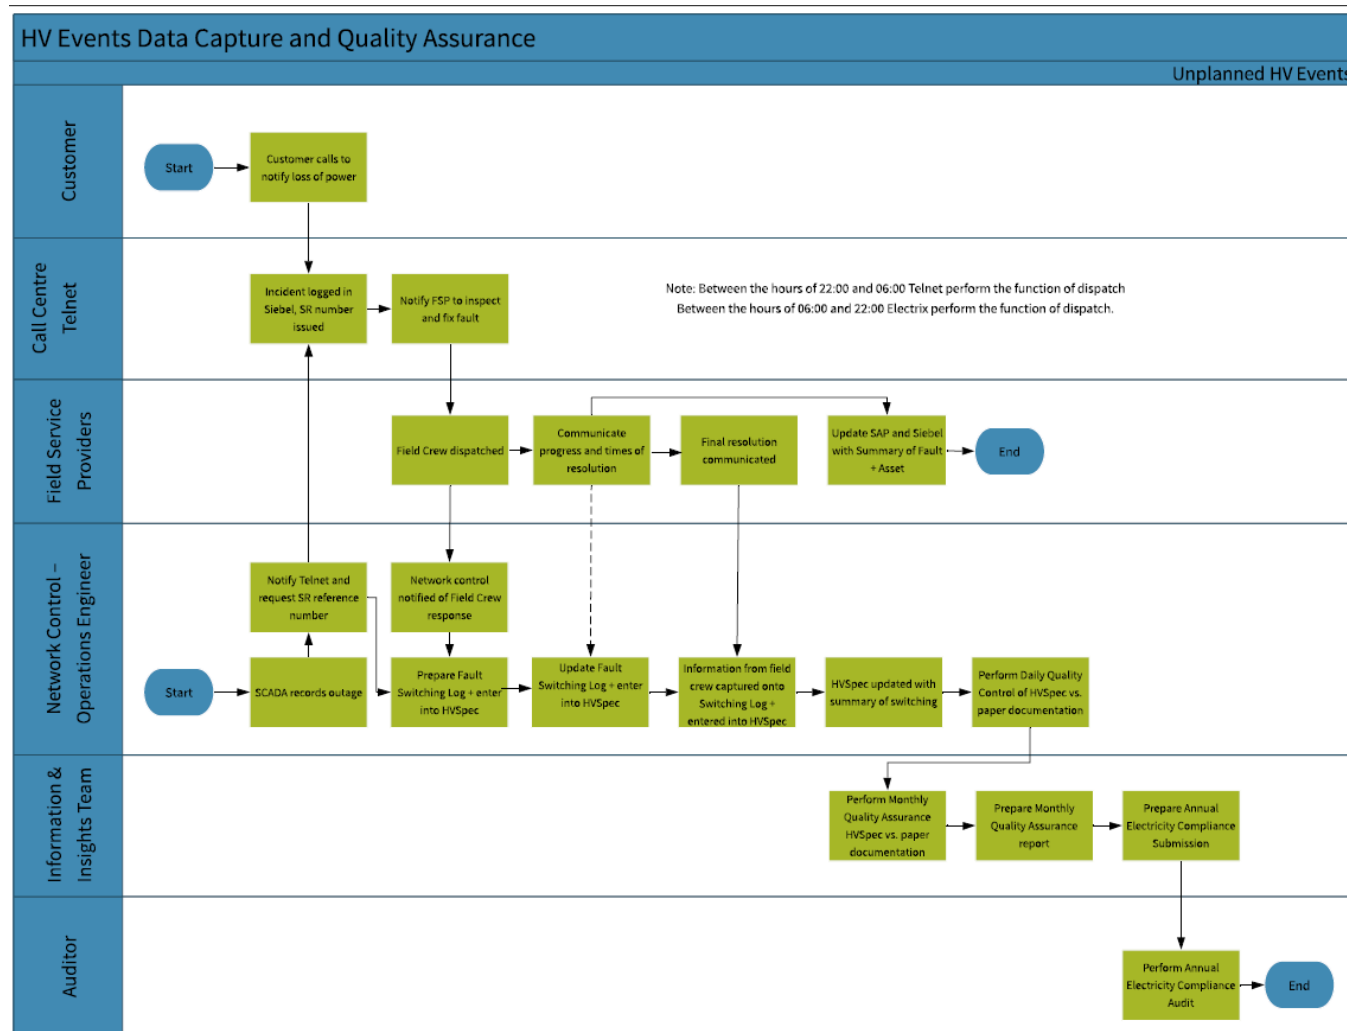 HV Events Data Capture and Quality Assurance
Unplanned HV Events
Customer
Start
Customer calls to
notify loss of power
Call Centre
Telnet
Incident logged in
Siebel, SR number
issued
Notify FSP to inspect
and fix fault
Note: Between the hours of 22:00 and 06:00 Telnet perform the function of dispatch
Between the hours of 06:00 and 22:00 Electrix perform the function of dispatch.
Field Service
Providers
Field Crew dispatched
Communicate
progress and times of
resolution
Final resolution
communicated
Update SAP and Siebel
with Summary of Fault
+ Asset
End
Network Control –
Operations Engineer
Notify Telnet and
request SR reference
number
Network control
notified of Field Crew
response
Start
SCADA records outage
Prepare Fault
Switching Log + enter
into HVSpec
Update Fault
Switching Log + enter
into HVSpec
Information from field
crew captured onto
Switching Log +
entered into HVSpec
HVSpec updated with
summary of switching
Perform Daily Quality
Control of HVSpec vs.
paper documentation
Information &
Insights Team
Perform Monthly
Quality Assurance
HVSpec vs. paper
documentation
Prepare Monthly
Quality Assurance
report
Prepare Annual
Electricity Compliance
Submission
Auditor
Perform Annual
Electricity Compliance
Audit
End